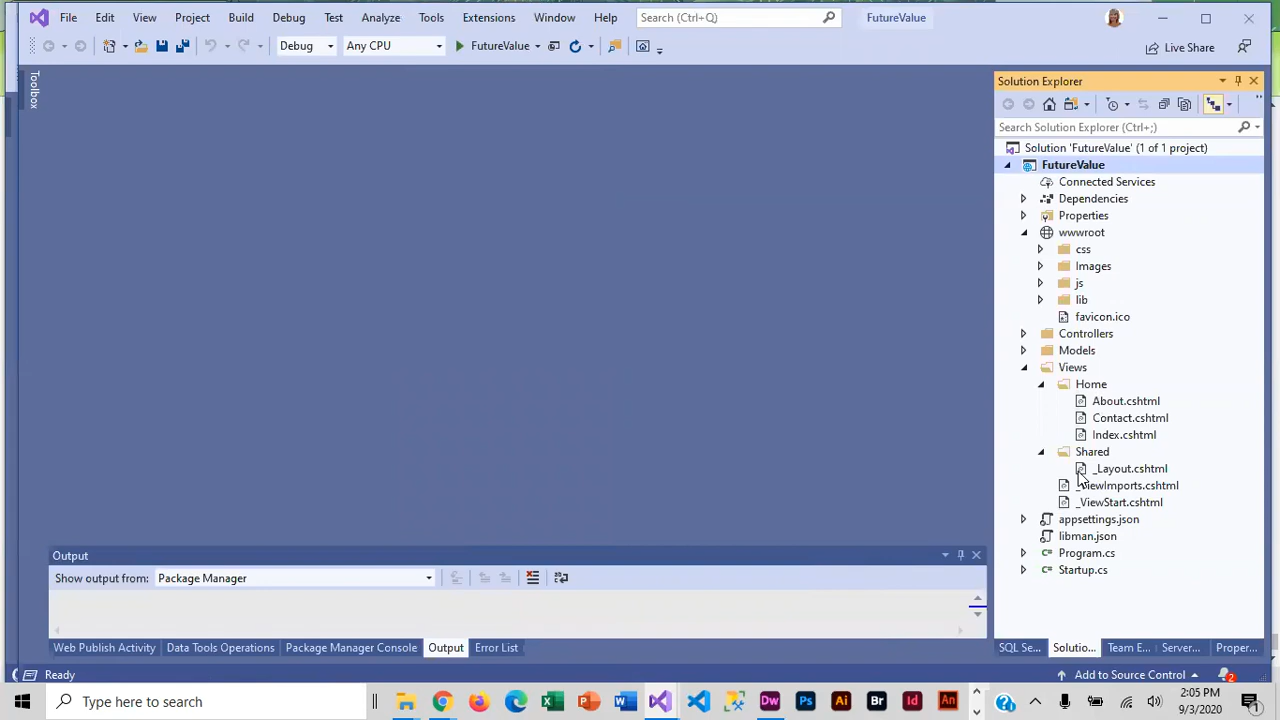 File Edit View Project Build Debug Test Analyze Tools Extensions Window Help Search (Ctrl+Q) FutureValue
Debug Any CPU FutureValue Live Share
Toolbox
Solution Explorer
Search Solution Explorer (Ctrl+;)
Solution 'FutureValue' (1 of 1 project)
FutureValue
Connected Services
Dependencies
Properties
wwwroot
css
Images
js
lib
favicon.ico
Controllers
Models
Views
Home
About.cshtml
Contact.cshtml
Index.cshtml
Shared
_Layout.cshtml
_ViewImports.cshtml
_ViewStart.cshtml
appsettings.json
libman.json
Program.cs
Startup.cs
Output
Show output from: Package Manager
Web Publish Activity Data Tools Operations Package Manager Console Output Error List
SQL Se... Solutio... Team E... Server... Proper...
Ready Add to Source Control 2
Type here to search
2:05 PM
9/3/2020